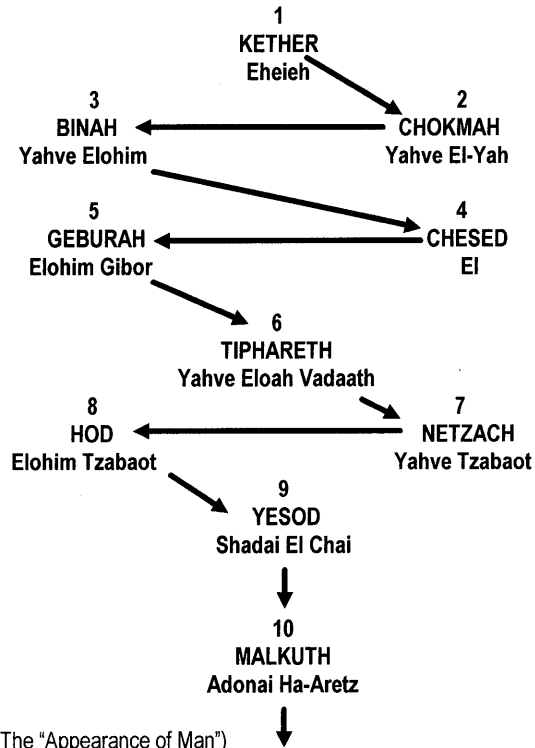 1
KETHER
Eheieh
3
BINAH
Yahve Elohim
2
CHOKMAH
Yahve El-Yah
5
GEBURAH
Elohim Gibor
4
CHESED
El
6
TIPHARETH
Yahve Eloah Vadaath
8
HOD
Elohim Tzabaot
7
NETZACH
Yahve Tzabaot
9
YESOD
Shadai El Chai
10
MALKUTH
Adonai Ha-Aretz
The "Appearance of Man")